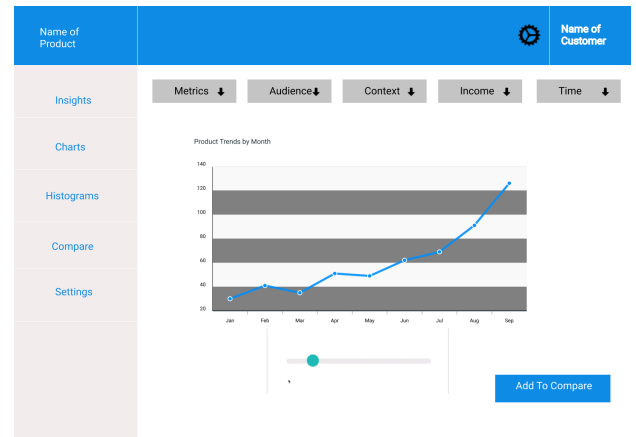 Name of
Product
Name of
Customer
Insights
Charts
Histograms
Compare
Settings
Metrics
Audience
Context
Income
Time
Product Trends by Month
140
120
100
80
60
40
20
Jan Feb Mar Apr May Jun Jul Aug Sep
Add To Compare